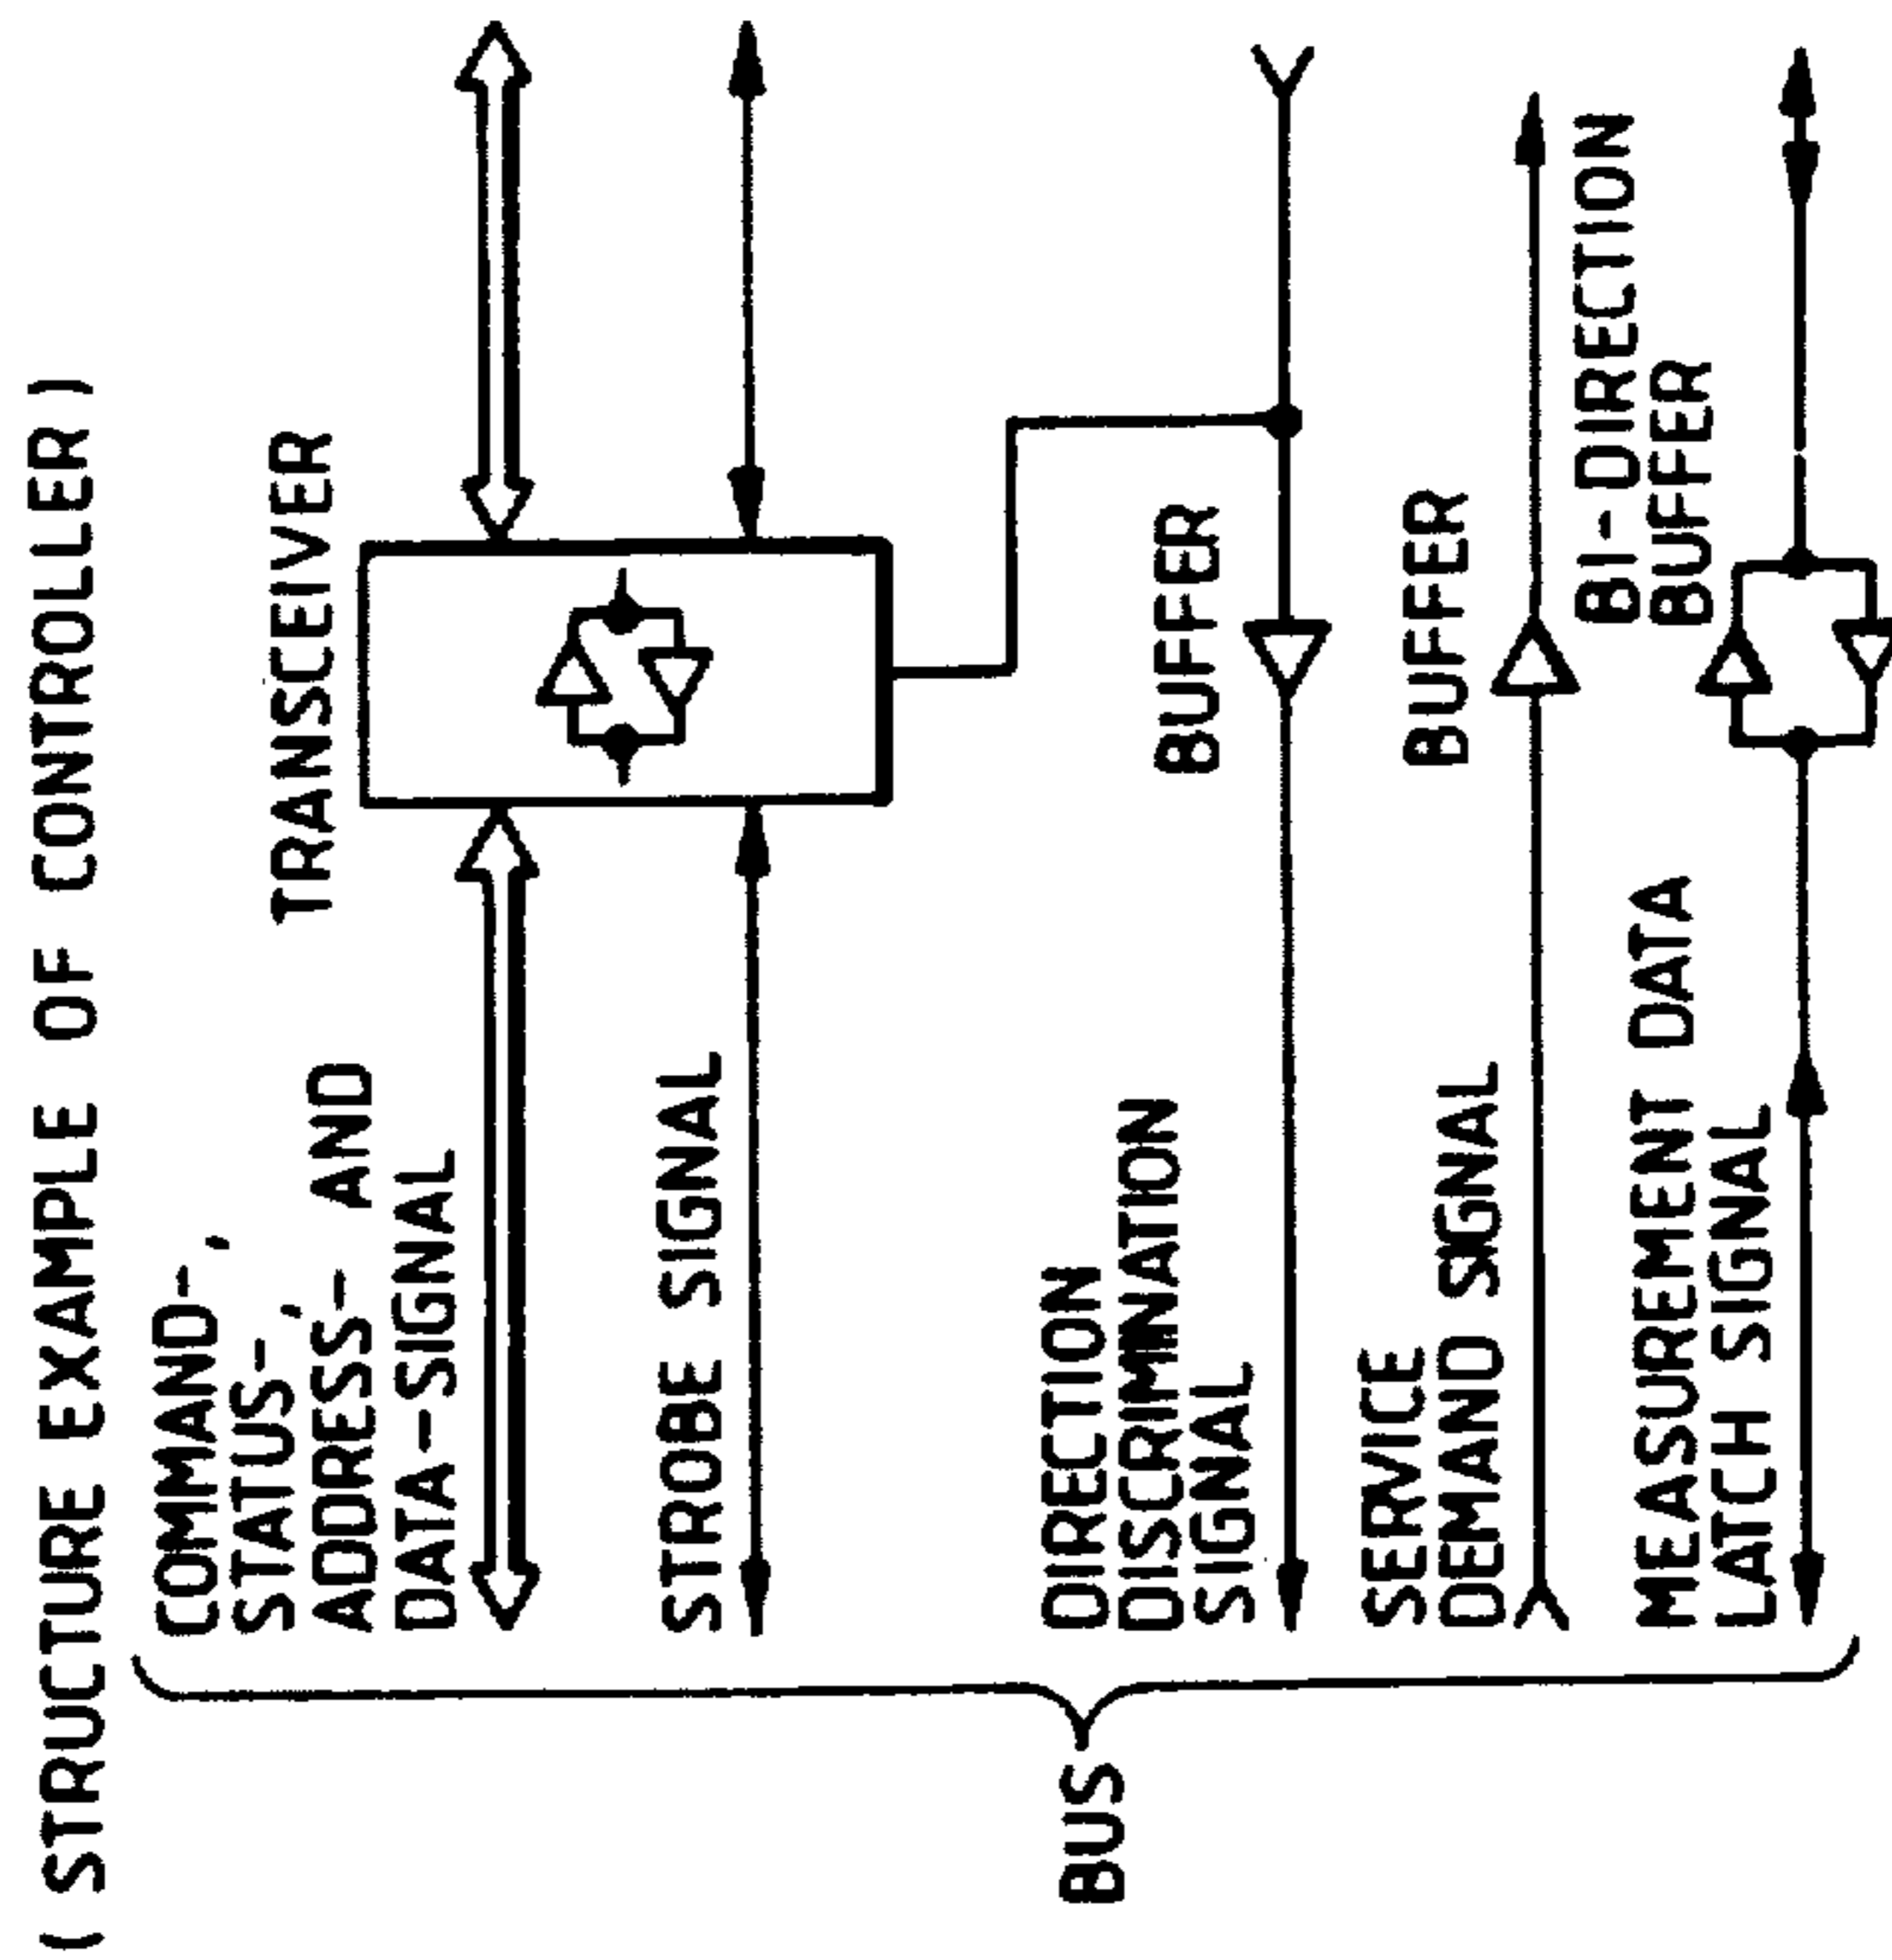 ( STRUCTURE EXAMPLE OF CONTROLLER )
COMMAND-,
STATUS-,
ADDRESS- AND
DATA-SIGNAL
TRANSCEIVER
STROBE SIGNAL
DIRECTION
DISCRIMINATION
SIGNAL
BUFFER
SERVICE
DEMAND SIGNAL
BUFFER
MEASUREMENT DATA
LATCH SIGNAL
BI-DIRECTION
BUFFER
BUS